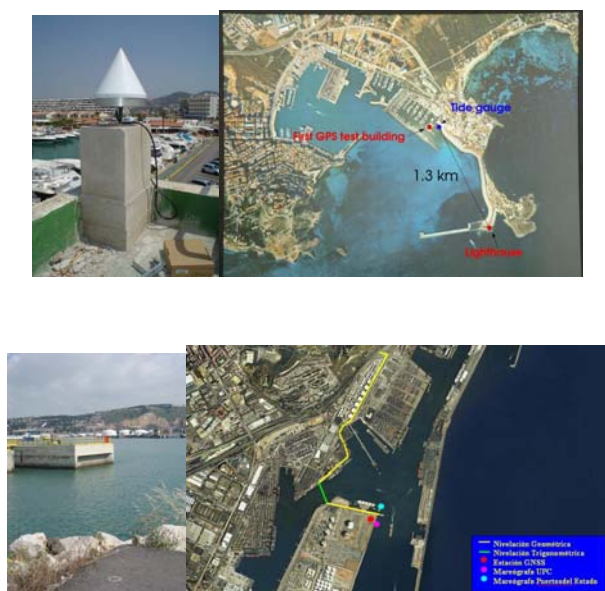 Tide gauge
First GPS test building
1.3 km
Lighthouse
Nivelación Geométrica
Nivelación Trigonométrica
Estación GNSS
Mareógrafo UPC
Mareógrafo Puertos del Estado